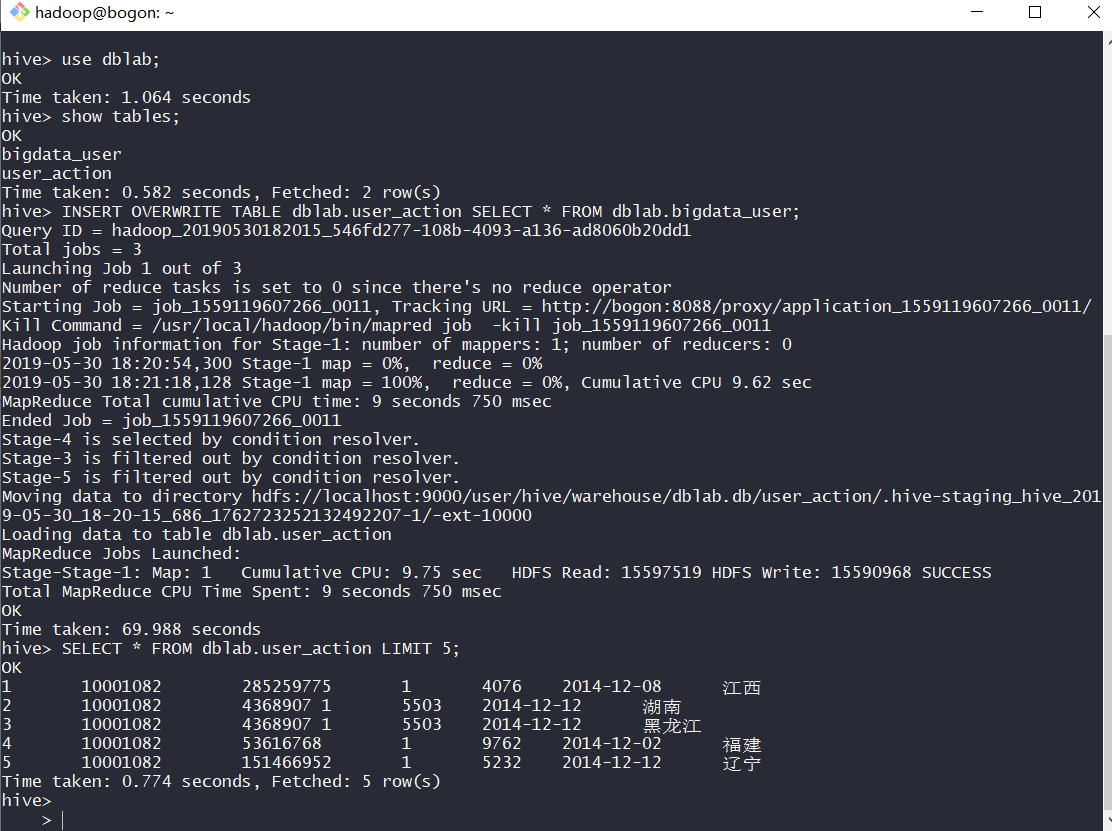 hadoop@bogon: ~
hive> use dblab;
OK
Time taken: 1.064 seconds
hive> show tables;
OK
bigdata_user
user_action
Time taken: 0.582 seconds, Fetched: 2 row(s)
hive> INSERT OVERWRITE TABLE dblab.user_action SELECT * FROM dblab.bigdata_user;
Query ID = hadoop_20190530182015_546fd277-108b-4093-a136-ad8060b20dd1
Total jobs = 3
Launching Job 1 out of 3
Number of reduce tasks is set to 0 since there's no reduce operator
Starting Job = job_1559119607266_0011, Tracking URL = http://bogon:8088/proxy/application_1559119607266_0011/
Kill Command = /usr/local/hadoop/bin/mapred job  -kill job_1559119607266_0011
Hadoop job information for Stage-1: number of mappers: 1; number of reducers: 0
2019-05-30 18:20:54,300 Stage-1 map = 0%,  reduce = 0%
2019-05-30 18:21:18,128 Stage-1 map = 100%,  reduce = 0%, Cumulative CPU 9.62 sec
MapReduce Total cumulative CPU time: 9 seconds 750 msec
Ended Job = job_1559119607266_0011
Stage-4 is selected by condition resolver.
Stage-3 is filtered out by condition resolver.
Stage-5 is filtered out by condition resolver.
Moving data to directory hdfs://localhost:9000/user/hive/warehouse/dblab.db/user_action/.hive-staging_hive_201
9-05-30_18-20-15_686_1762723252132492207-1/-ext-10000
Loading data to table dblab.user_action
MapReduce Jobs Launched:
Stage-Stage-1: Map: 1   Cumulative CPU: 9.75 sec   HDFS Read: 15597519 HDFS Write: 15590968 SUCCESS
Total MapReduce CPU Time Spent: 9 seconds 750 msec
OK
Time taken: 69.988 seconds
hive> SELECT * FROM dblab.user_action LIMIT 5;
OK
1       10001082        285259775       1       4076    2014-12-08      江西
2       10001082        4368907 1       5503    2014-12-12      湖南
3       10001082        4368907 1       5503    2014-12-12      黑龙江
4       10001082        53616768        1       9762    2014-12-02      福建
5       10001082        151466952       1       5232    2014-12-12      辽宁
Time taken: 0.774 seconds, Fetched: 5 row(s)
hive>
    >